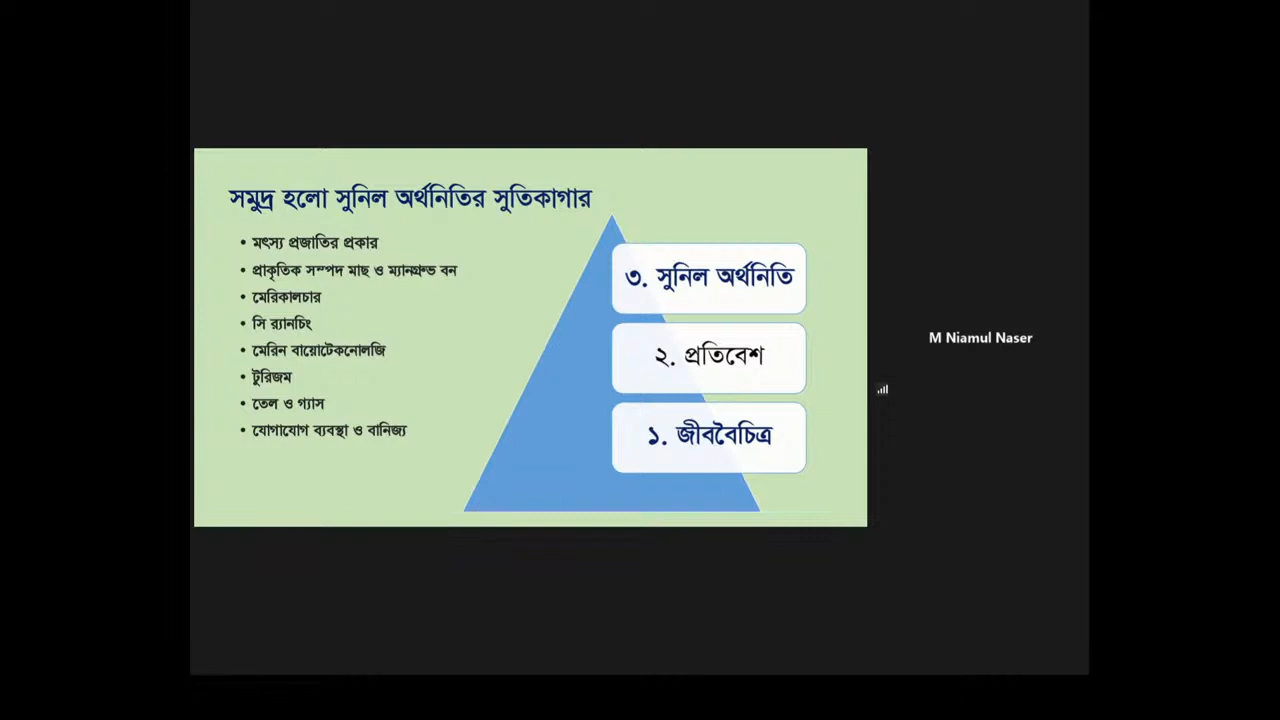 সমুদ্র হলো সুনিল অর্থনিতির সুতিকাগার
• মৎস্য প্রজাতির প্রকার
• প্রাকৃতিক সম্পদ মাছ ও ম্যানগ্রুভ বন
• মেরিকালচার
• সি র‍্যানচিং
• মেরিন বায়োটেকনোলজি
• টুরিজম
• তেল ও গ্যাস
• যোগাযোগ ব্যবস্থা ও বানিজ্য
৩. সুনিল অর্থনিতি
২. প্রতিবেশ
১. জীববৈচিত্র
M Niamul Naser